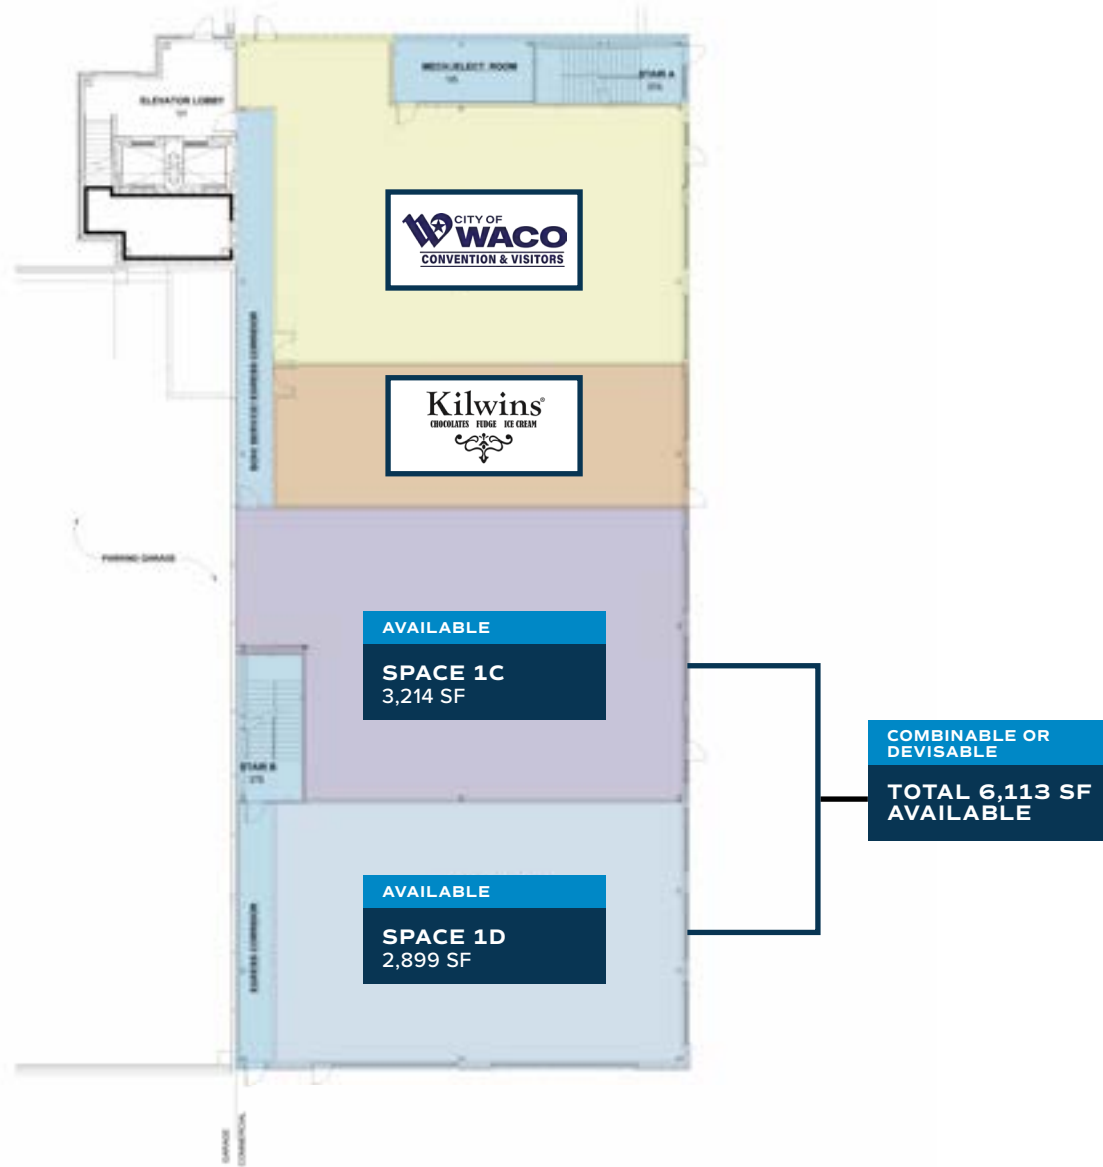 MECH./ELECT. ROOM
STAIR A
ELEVATOR LOBBY
CITY OF
WACO
CONVENTION & VISITORS
Kilwins®
CHOCOLATES FUDGE ICE CREAM
PARKING GARAGE
AVAILABLE
SPACE 1C
3,214 SF
COMBINABLE OR
DEVISABLE
TOTAL 6,113 SF
AVAILABLE
STAIR B
AVAILABLE
SPACE 1D
2,899 SF
EGRESS CORRIDOR
GARAGE
COMMERCIAL